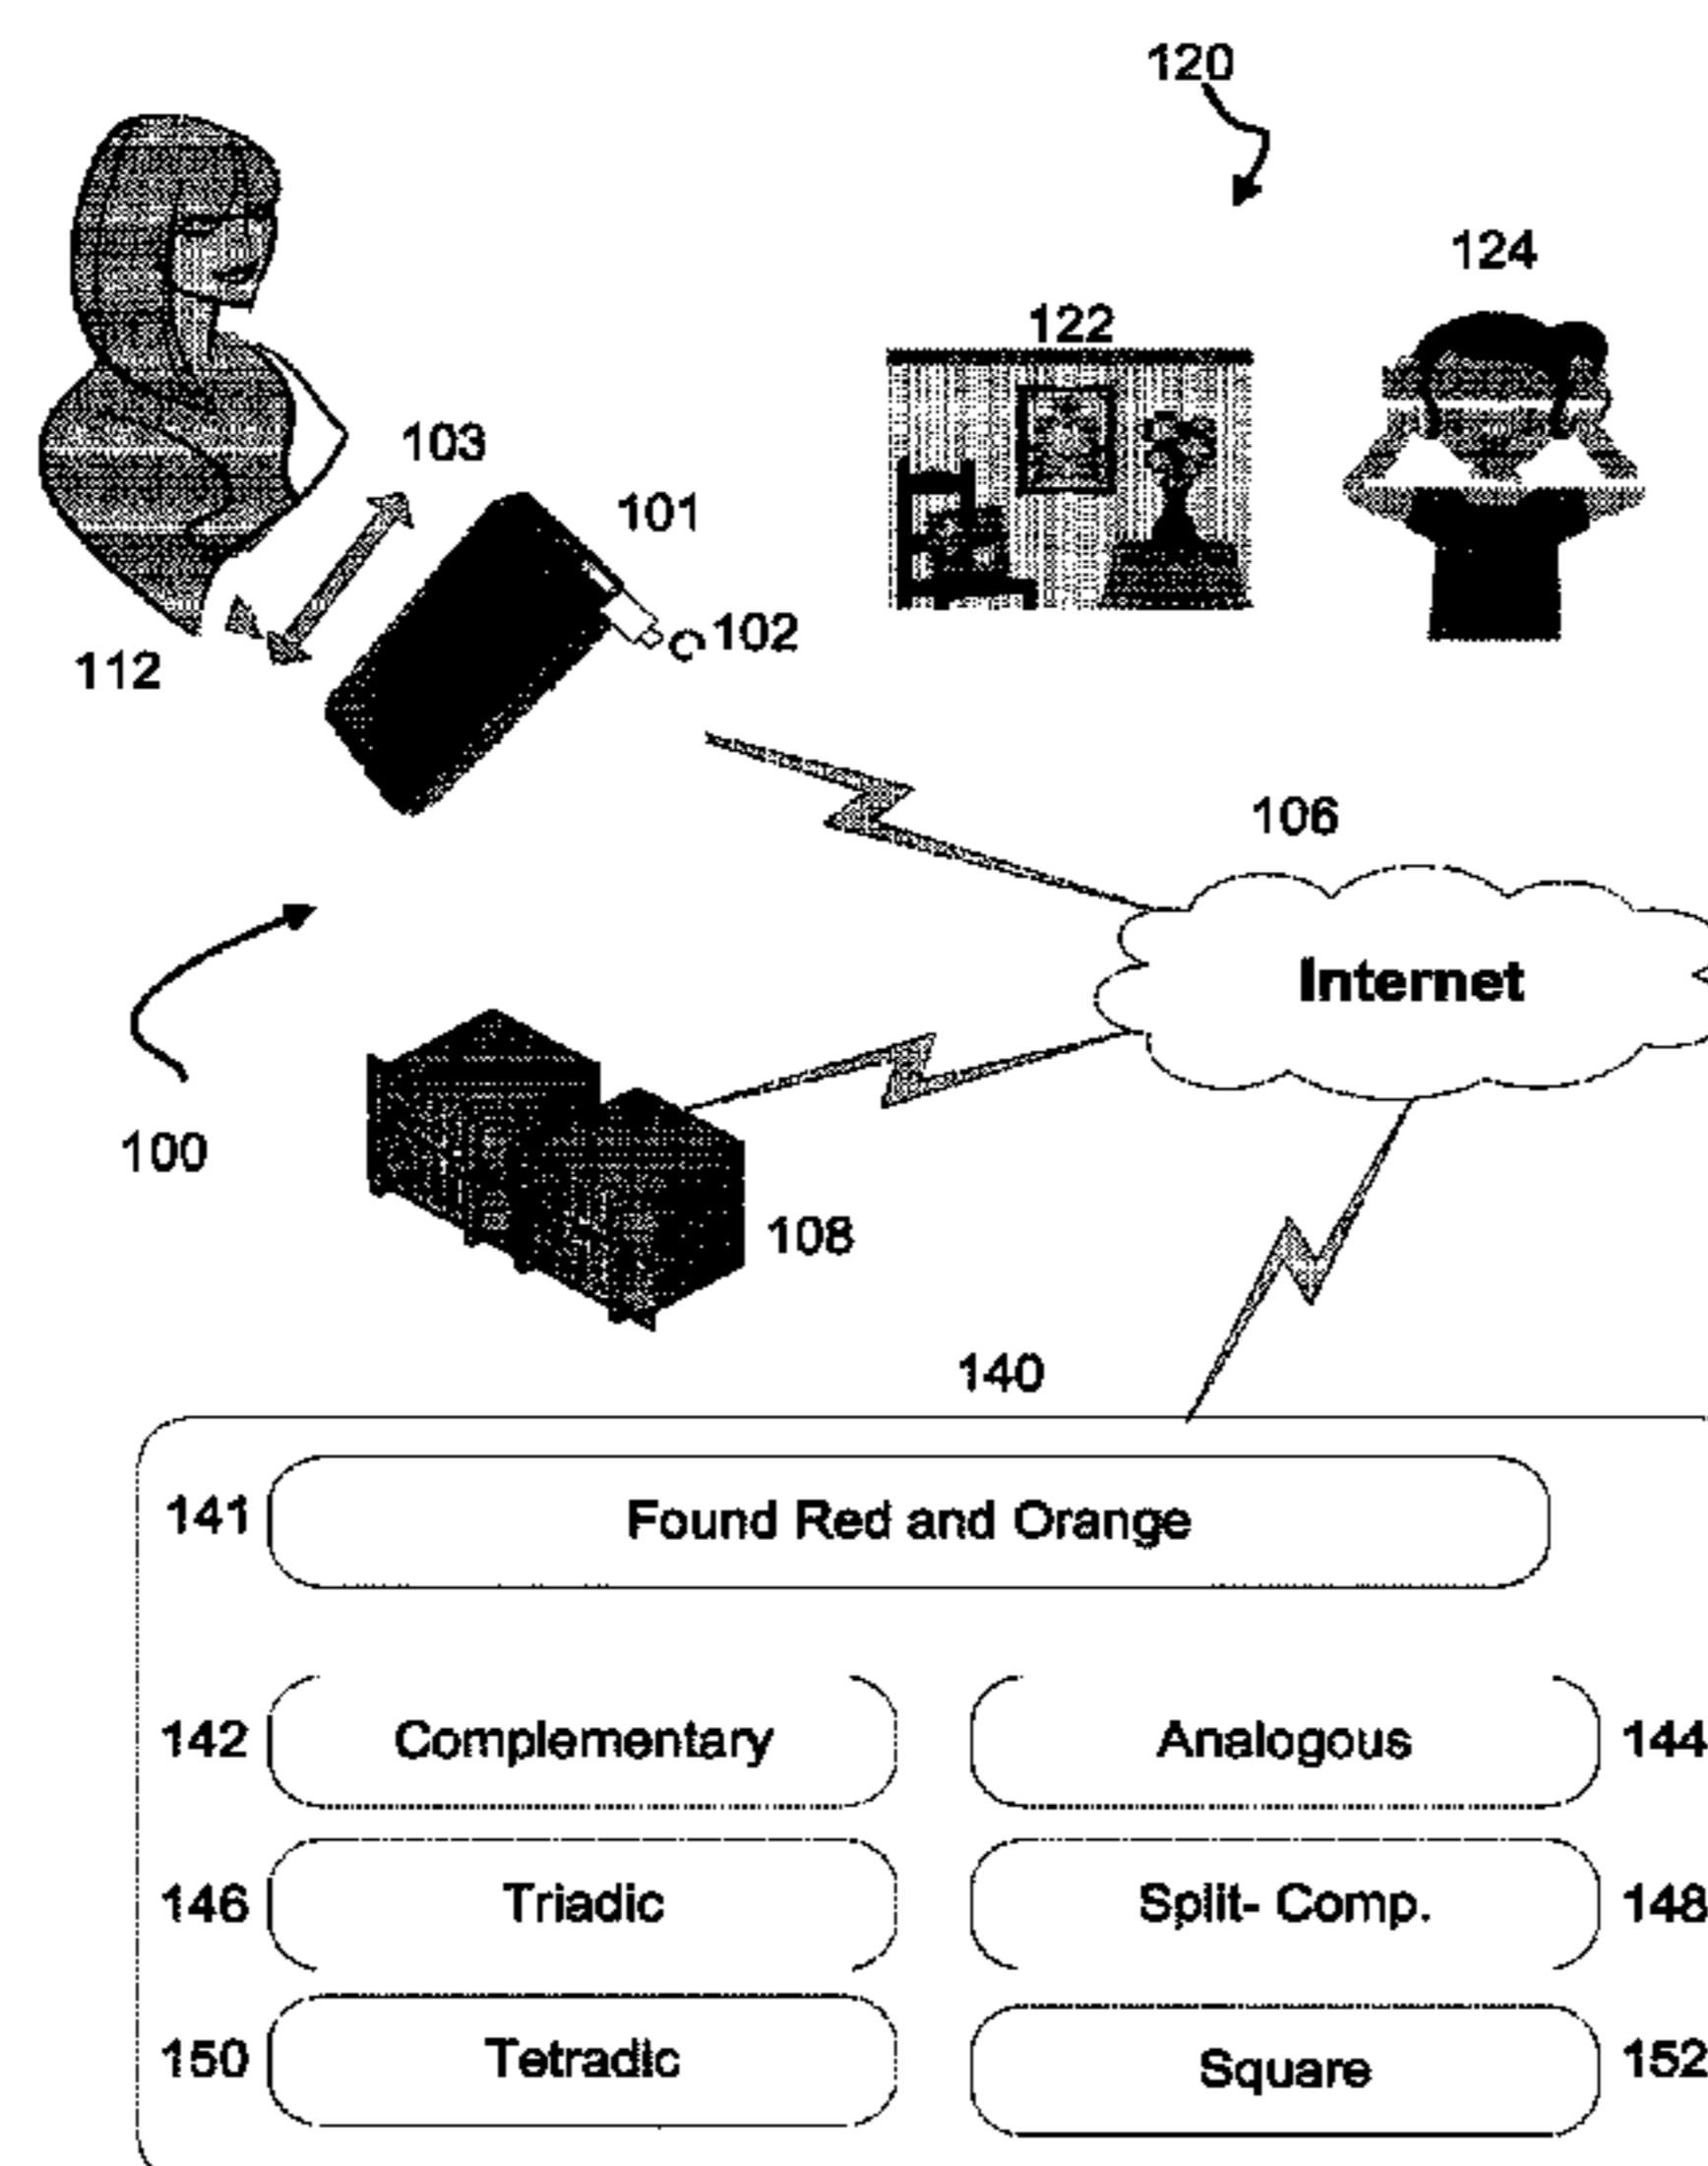 120
124
122
103
101
102
112
106
Internet
100
108
140
141 Found Red and Orange
142 Complementary Analogous 144
146 Triadic Split- Comp. 148
150 Tetradic Square 152